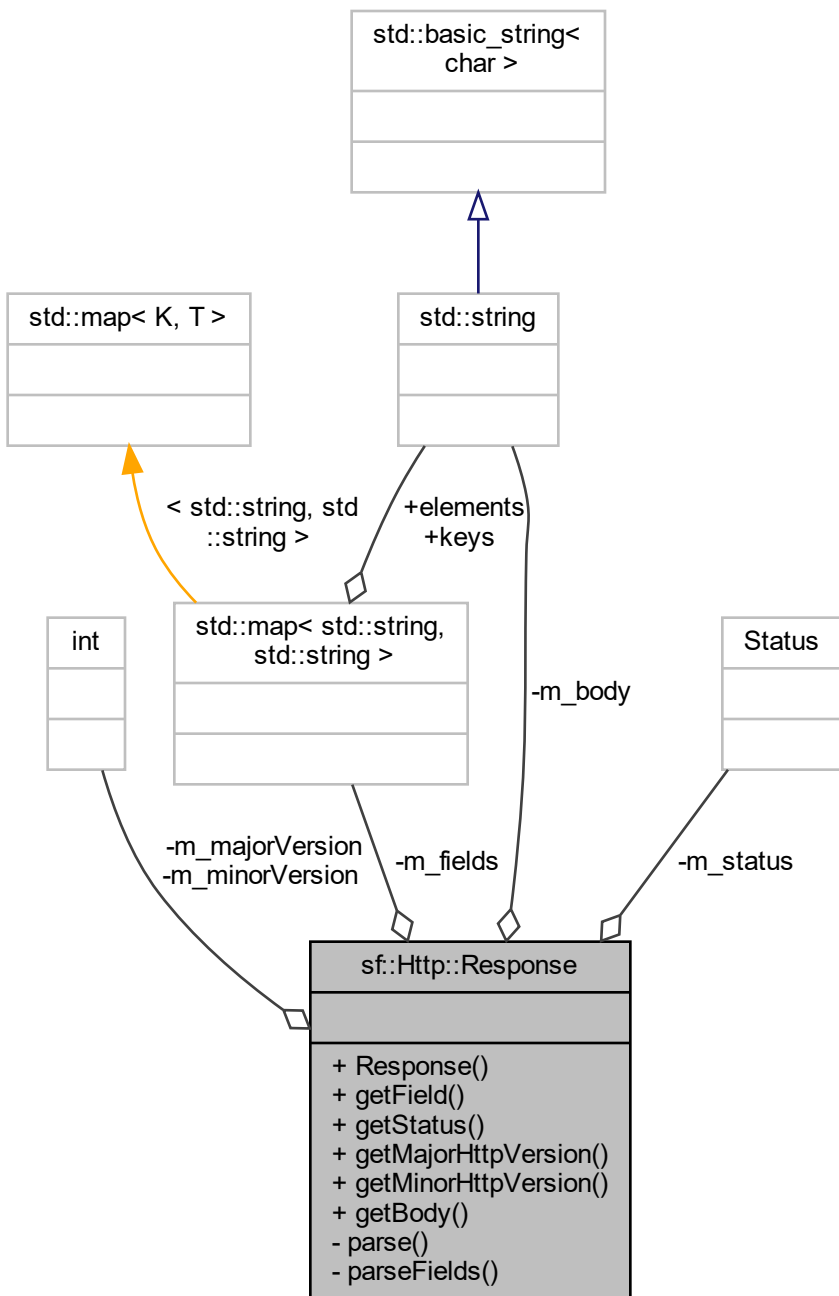 std::basic_string<
char >
std::map< K, T >
std::string
< std::string, std
::string >
+elements
+keys
int
std::map< std::string,
std::string >
Status
-m_body
-m_majorVersion
-m_minorVersion
-m_fields
-m_status
sf::Http::Response
+ Response()
+ getField()
+ getStatus()
+ getMajorHttpVersion()
+ getMinorHttpVersion()
+ getBody()
- parse()
- parseFields()